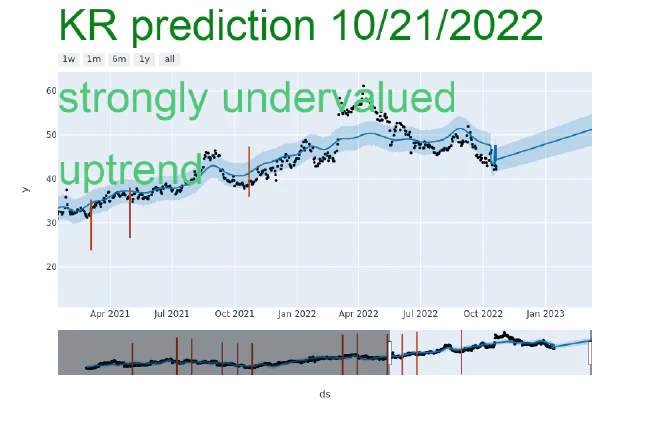 KR prediction 10/21/2022
1w 1m 6m 1y all
strongly undervalued
uptrend
60
50
40
30
20
y
Apr 2021 Jul 2021 Oct 2021 Jan 2022 Apr 2022 Jul 2022 Oct 2022 Jan 2023
ds